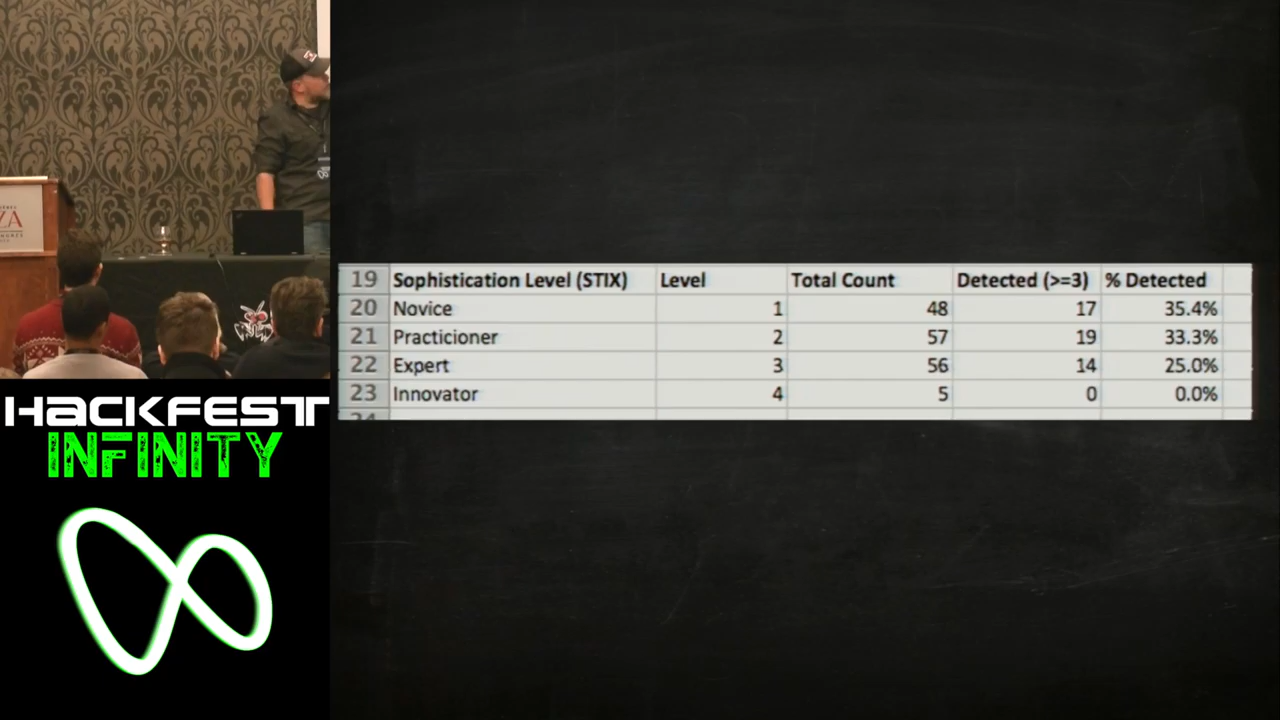 ZA
HACKFEST
INFINITY
19 Sophistication Level (STIX) Level Total Count Detected (>=3) % Detected
20 Novice 1 48 17 35.4%
21 Practicioner 2 57 19 33.3%
22 Expert 3 56 14 25.0%
23 Innovator 4 5 0 0.0%